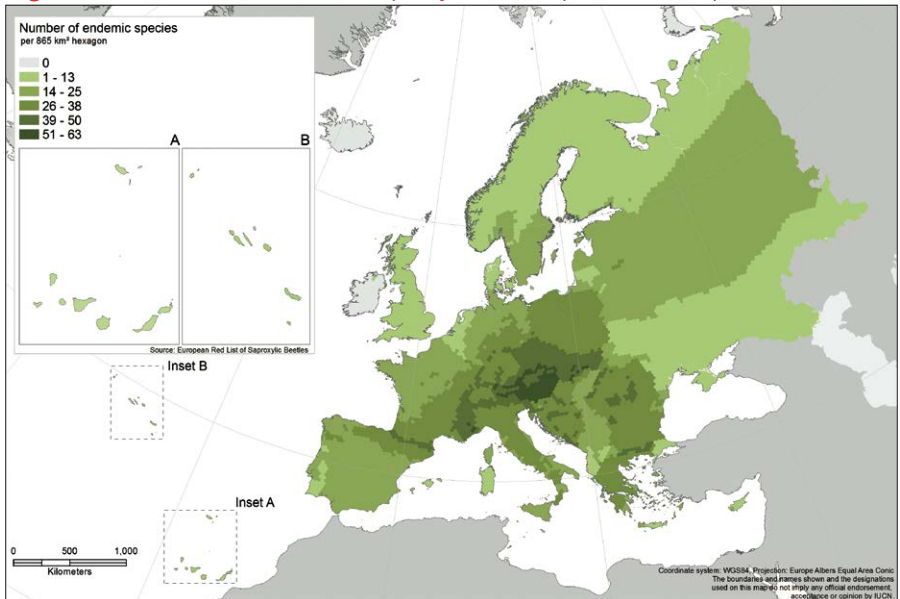 Number of endemic species
per 865 km² hexagon
0
1 - 13
14 - 25
26 - 38
39 - 50
51 - 63
A
B
Source: European Red List of Saproxylic Beetles
Inset B
Inset A
0 500 1,000
Kilometers
Coordinate system: WGS84, Projection: Europe Albers Equal Area Conic
The boundaries and names shown and the designations
used on this map do not imply any official endorsement,
acceptance or opinion by IUCN.